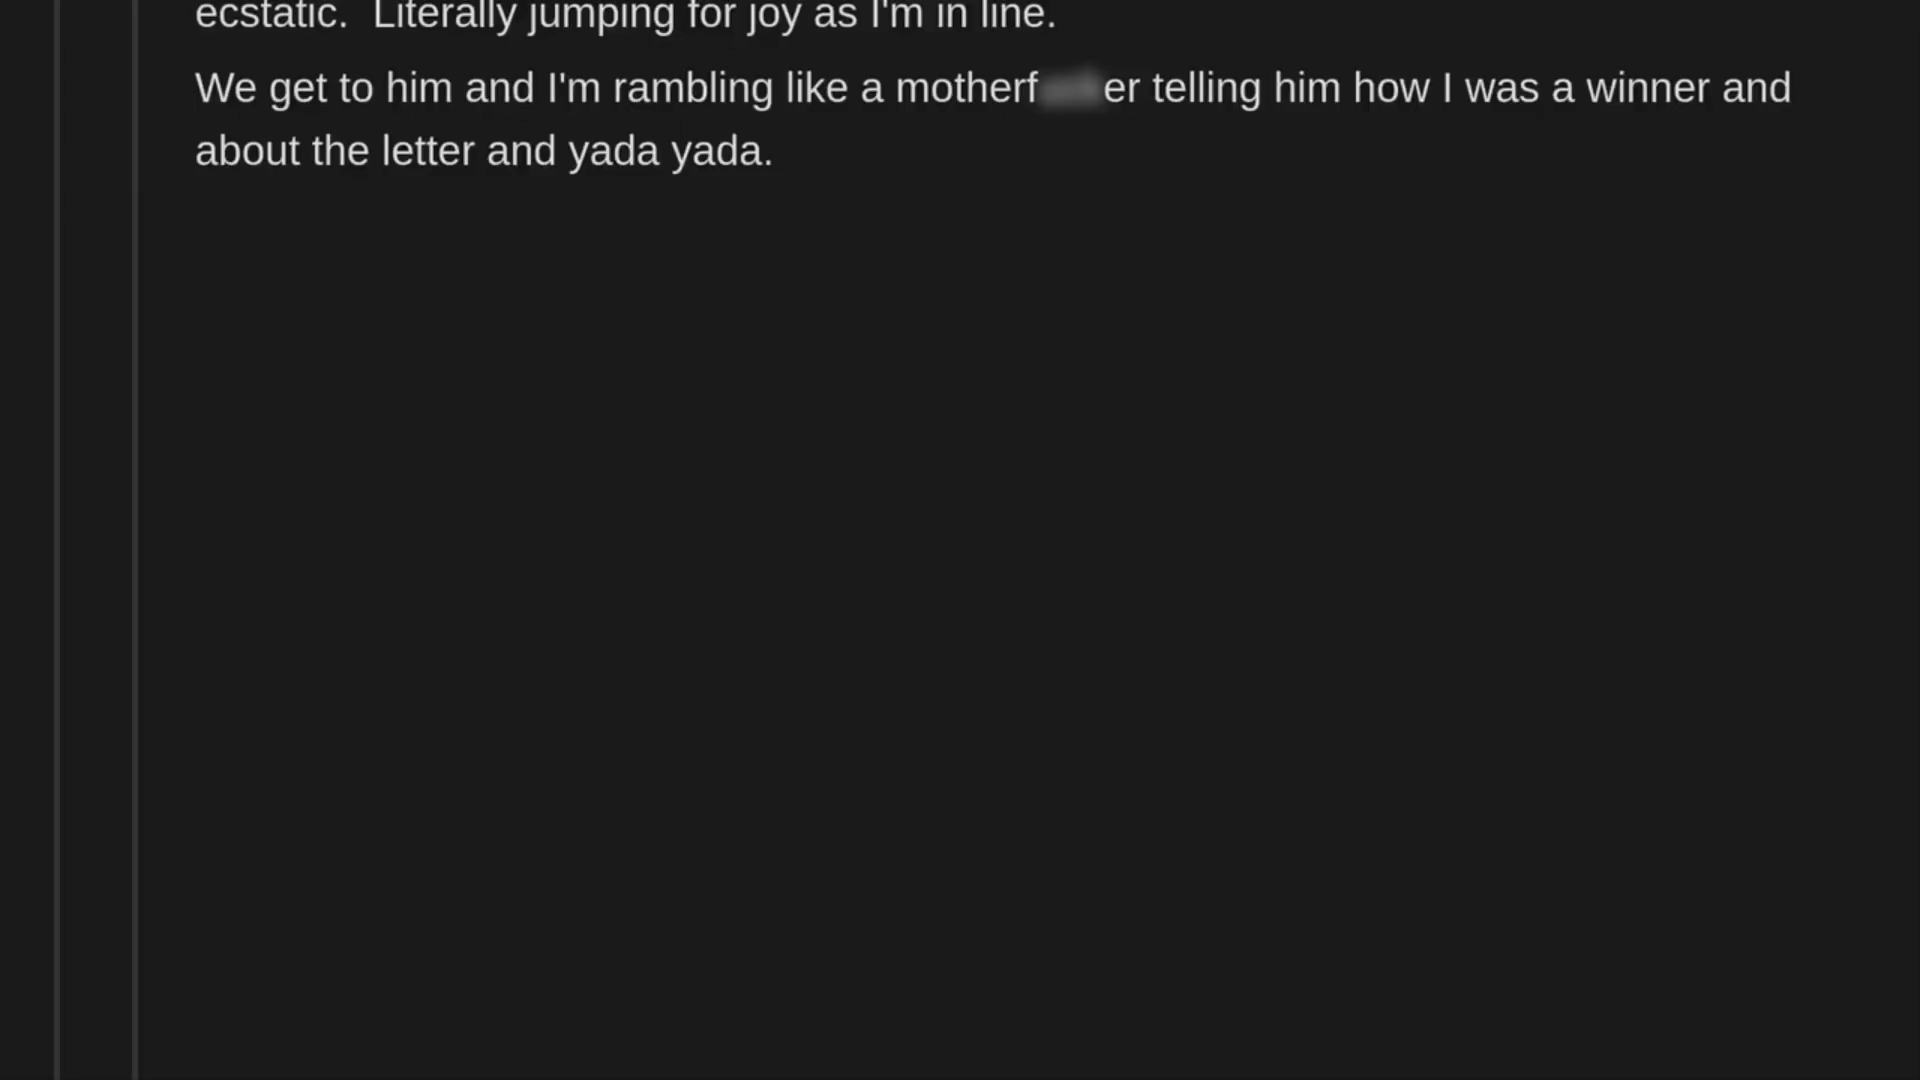 ecstatic.  Literally jumping for joy as I'm in line.
We get to him and I'm rambling like a motherf er telling him how I was a winner and
about the letter and yada yada.